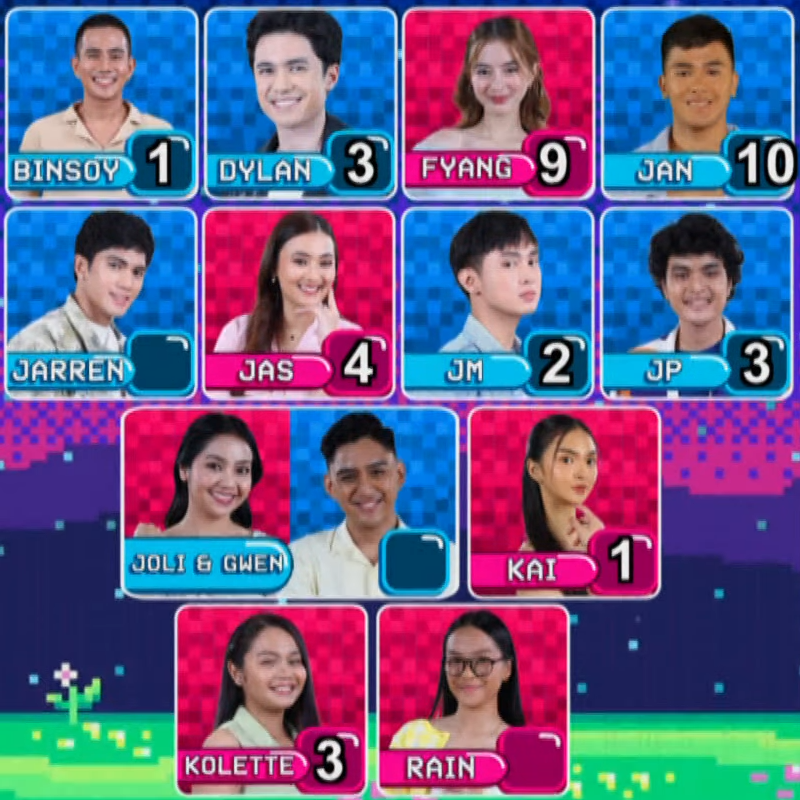 BINSOY 1
DYLAN 3
FYANG 9
JAN 10
JARREN
JAS 4
JM 2
JP 3
JOLI & GWEN
KAI 1
KOLETTE 3
RAIN